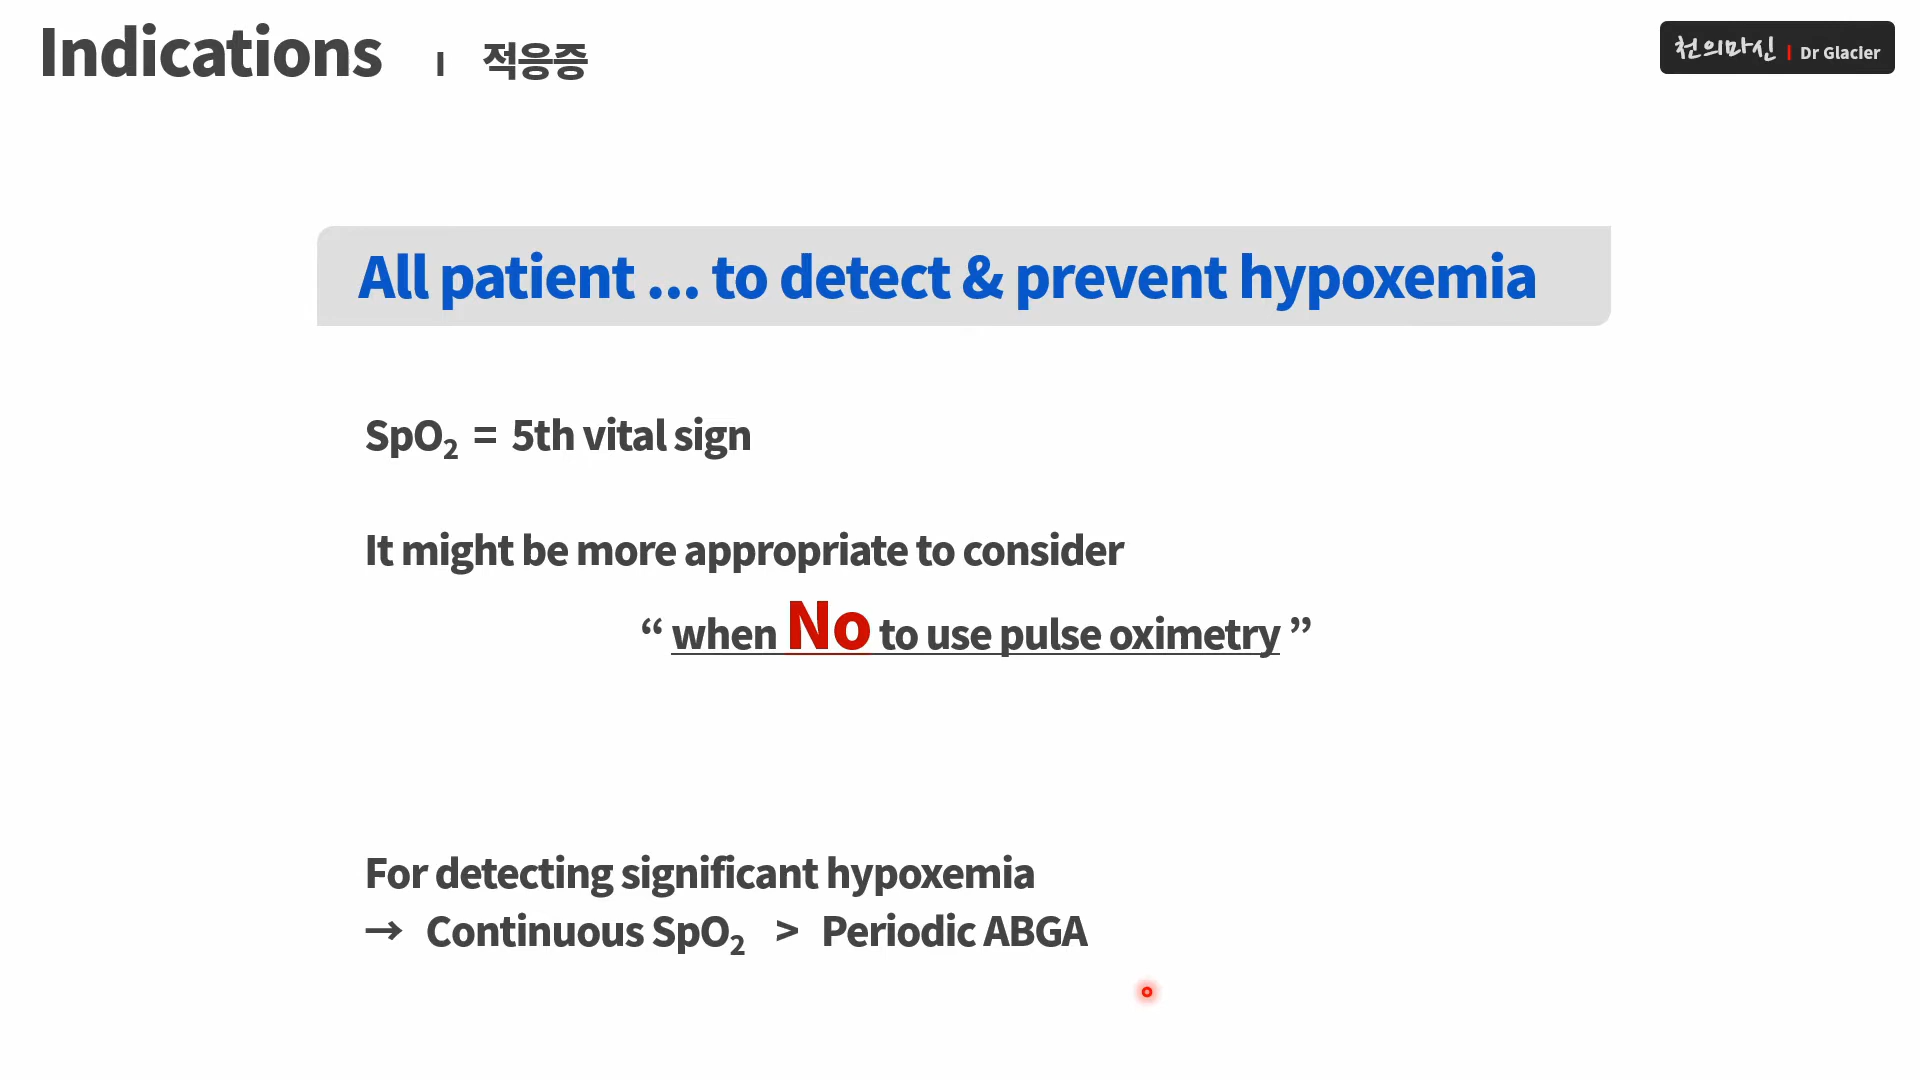 Indications ı 적응증
천의마신 | Dr Glacier
All patient ... to detect & prevent hypoxemia
SpO₂ = 5th vital sign
It might be more appropriate to consider
“ when No to use pulse oximetry ”
For detecting significant hypoxemia
→ Continuous SpO₂ > Periodic ABGA